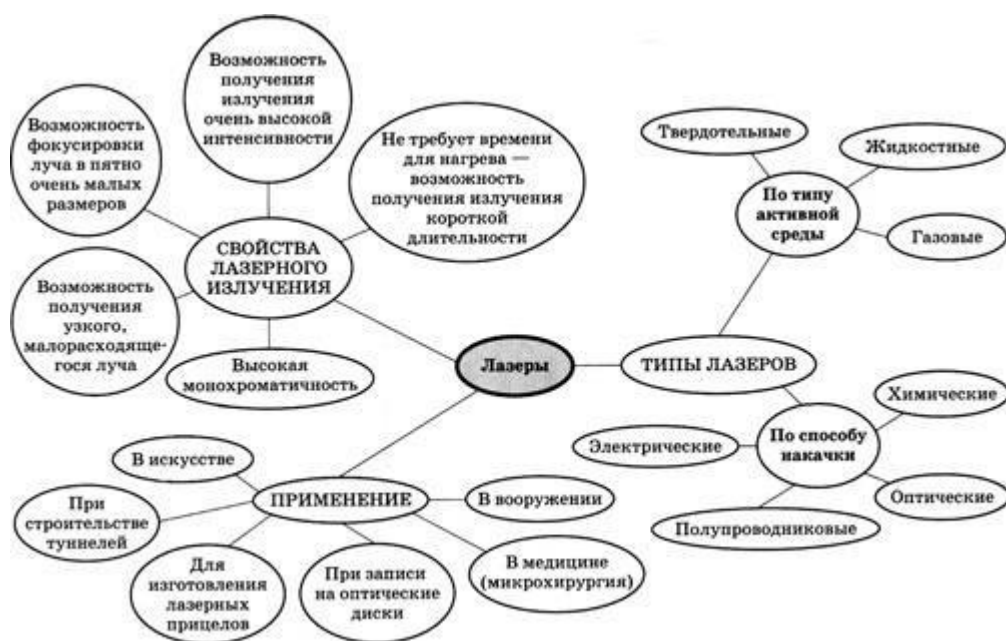 Возможность
получения
излучения
очень высокой
интенсивности
Возможность
фокусировки
луча в пятно
очень малых
размеров
Не требует времени
для нагрева —
возможность
получения излучения
короткой
длительности
СВОЙСТВА
ЛАЗЕРНОГО
ИЗЛУЧЕНИЯ
Возможность
получения
узкого,
малорасходяще-
гося луча
Высокая
монохроматичность
Лазеры
ТИПЫ ЛАЗЕРОВ
Твердотельные
Жидкостные
По типу
активной
среды
Газовые
Химические
Электрические
По способу
накачки
Оптические
Полупроводниковые
В искусстве
ПРИМЕНЕНИЕ
В вооружении
При
строительстве
туннелей
Для
изготовления
лазерных
прицелов
При записи
на оптические
диски
В медицине
(микрохирургия)